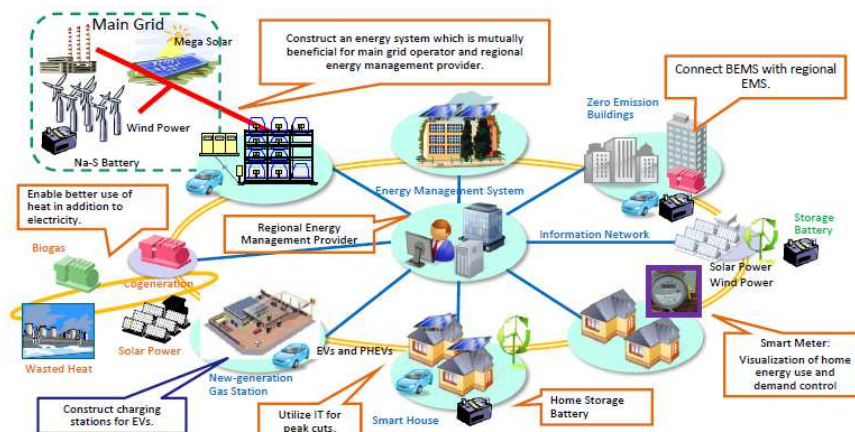 Main Grid
Mega Solar
Wind Power
Na-S Battery
Construct an energy system which is mutually
beneficial for main grid operator and regional
energy management provider.
Connect BEMS with regional
EMS.
Zero Emission
Buildings
Energy Management System
Enable better use of
heat in addition to
electricity.
Regional Energy
Management Provider
Information Network
Storage
Battery
Biogas
Cogeneration
Solar Power
Wind Power
Wasted Heat
Solar Power
New-generation
Gas Station
EVs and PHEVs
Smart Meter:
Visualization of home
energy use and
demand control
Construct charging
stations for EVs.
Utilize IT for
peak cuts.
Smart House
Home Storage
Battery